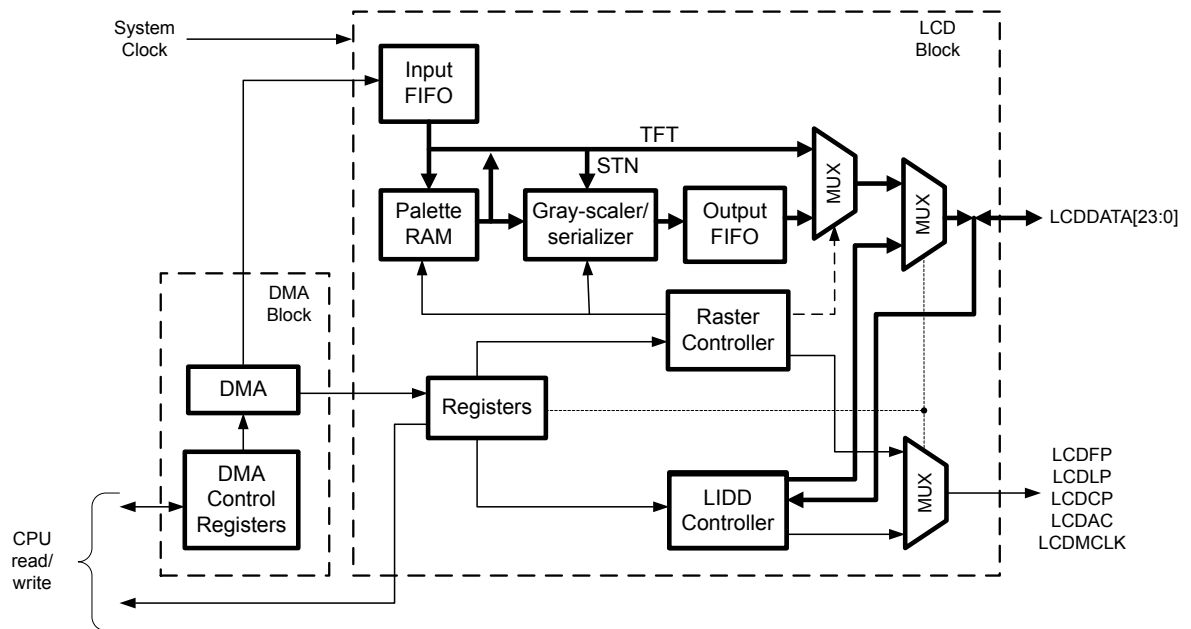 System
Clock
LCD
Block
Input
FIFO
TFT
STN
MUX
MUX
Palette
RAM
Gray-scaler/
serializer
Output
FIFO
LCDDATA[23:0]
DMA
Block
Raster
Controller
DMA
Registers
DMA
Control
Registers
LIDD
Controller
MUX
LCDFP
LCDLP
LCDCP
LCDAC
LCDMCLK
CPU
read/
write